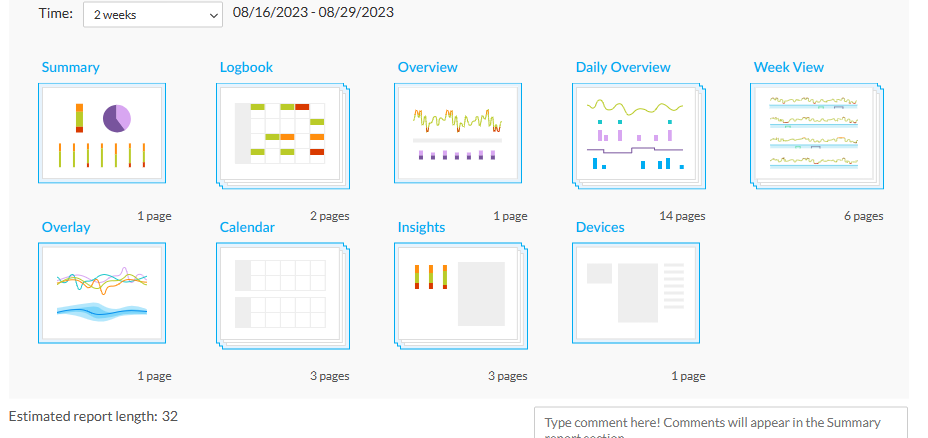 Time: 2 weeks 08/16/2023 - 08/29/2023
Summary Logbook Overview Daily Overview Week View
1 page 2 pages 1 page 14 pages 6 pages
Overlay Calendar Insights Devices
1 page 3 pages 3 pages 1 page
Estimated report length: 32
Type comment here! Comments will appear in the Summary
report section